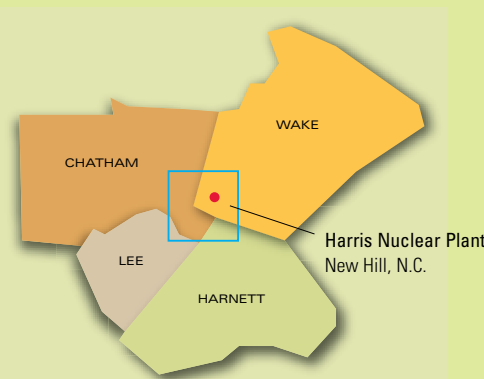 WAKE
CHATHAM
Harris Nuclear Plant
New Hill, N.C.
LEE
HARNETT